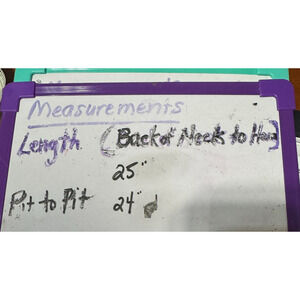 Measurements
Length [Back of Neck to Hem]
25"
Pit to Pit 24"